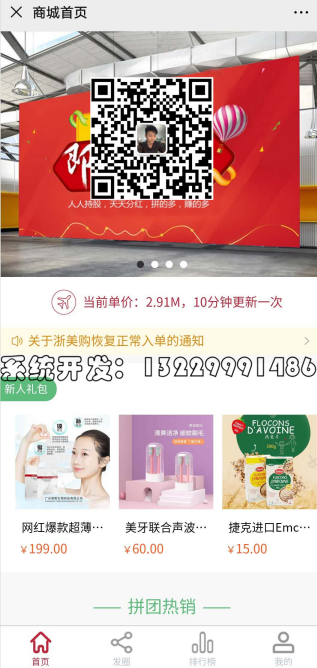 商城首页
即
人人持股，天天分红，拼的多，赚的多
当前单价：2.91M，10分钟更新一次
关于浙美购恢复正常入单的通知
系统开发：13229991486
新人礼包
FLOCONS
D'AVOINE
网红爆款超薄…
美牙联合声波…
捷克进口Emc…
¥199.00
¥60.00
¥15.00
拼团热销
首页
发圈
排行榜
我的